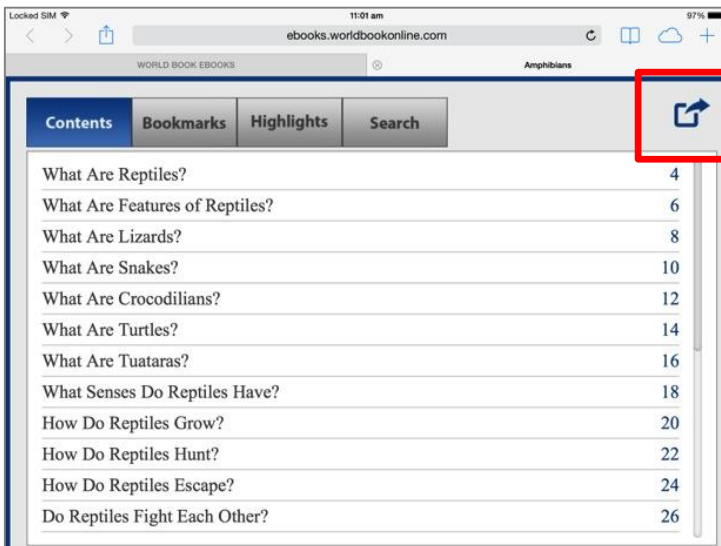 Locked SIM 11:01 am 97%
ebooks.worldbookonline.com
WORLD BOOK EBOOKS Amphibians
Contents Bookmarks Highlights Search
What Are Reptiles? 4
What Are Features of Reptiles? 6
What Are Lizards? 8
What Are Snakes? 10
What Are Crocodilians? 12
What Are Turtles? 14
What Are Tuataras? 16
What Senses Do Reptiles Have? 18
How Do Reptiles Grow? 20
How Do Reptiles Hunt? 22
How Do Reptiles Escape? 24
Do Reptiles Fight Each Other? 26